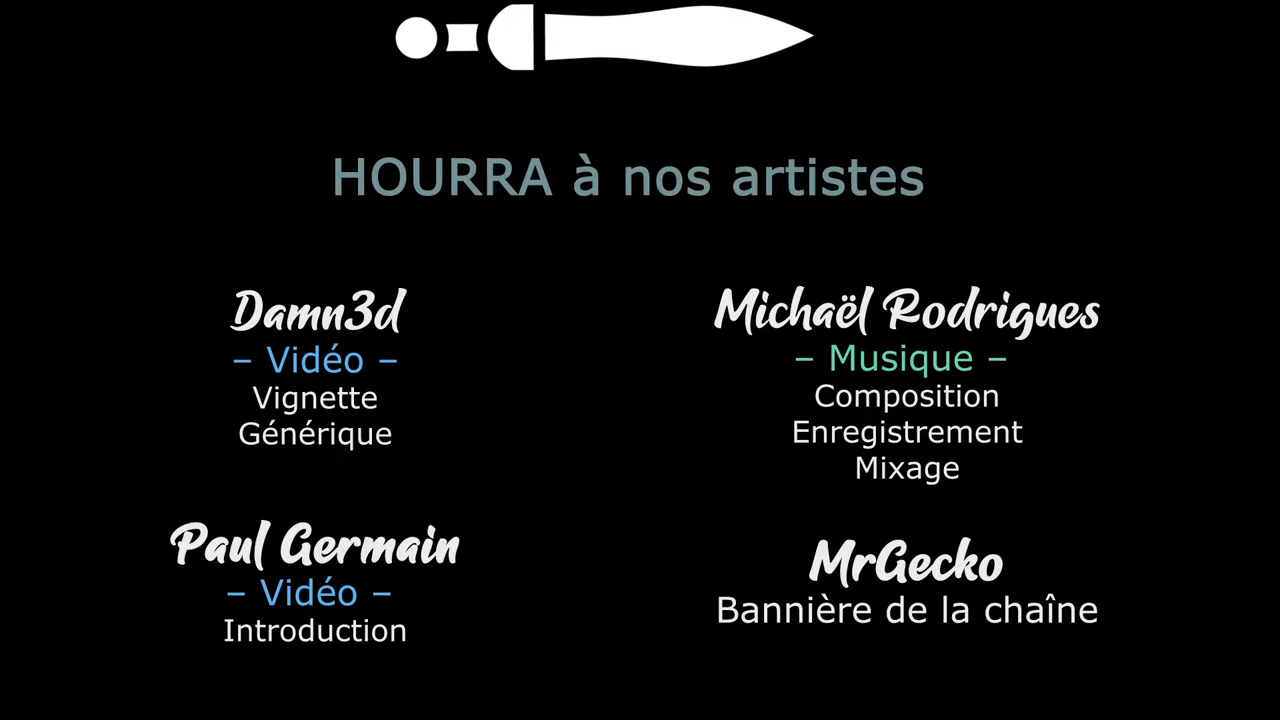 HOURRA à nos artistes
Damn3d
– Vidéo –
Vignette
Générique
Michaël Rodrigues
– Musique –
Composition
Enregistrement
Mixage
Paul Germain
– Vidéo –
Introduction
MrGecko
Bannière de la chaîne